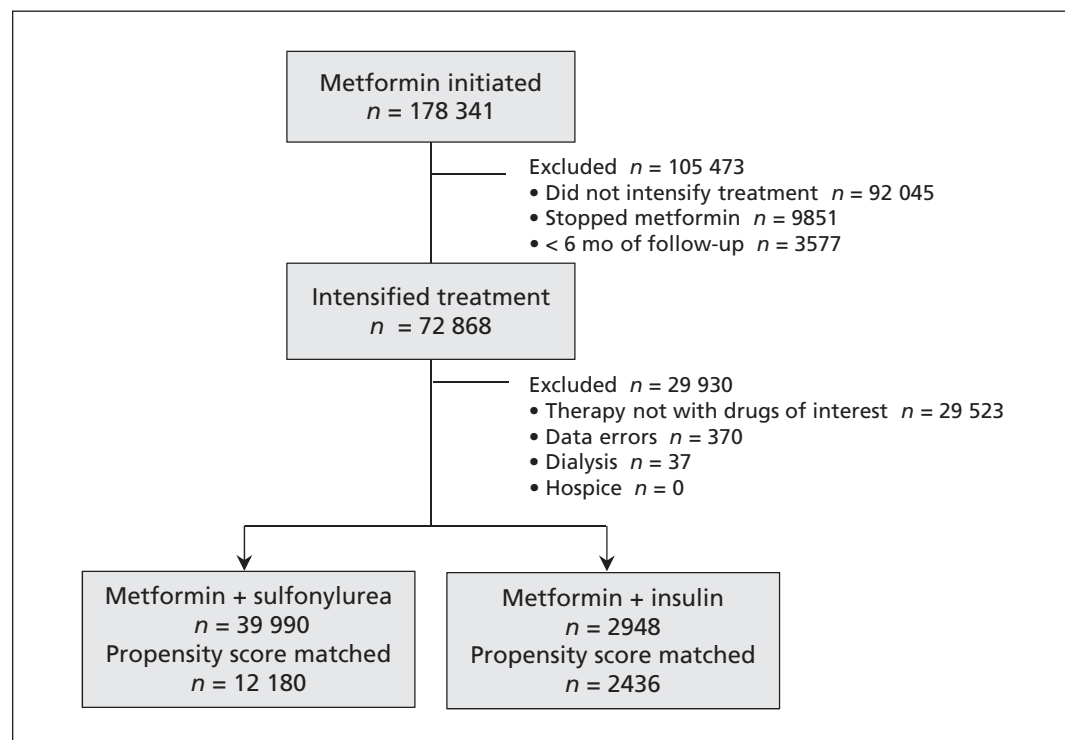 Metformin initiated
n = 178 341
Excluded n = 105 473
• Did not intensify treatment n = 92 045
• Stopped metformin n = 9851
• < 6 mo of follow-up n = 3577
Intensified treatment
n = 72 868
Excluded n = 29 930
• Therapy not with drugs of interest n = 29 523
• Data errors n = 370
• Dialysis n = 37
• Hospice n = 0
Metformin + sulfonylurea
n = 39 990
Propensity score matched
n = 12 180
Metformin + insulin
n = 2948
Propensity score matched
n = 2436